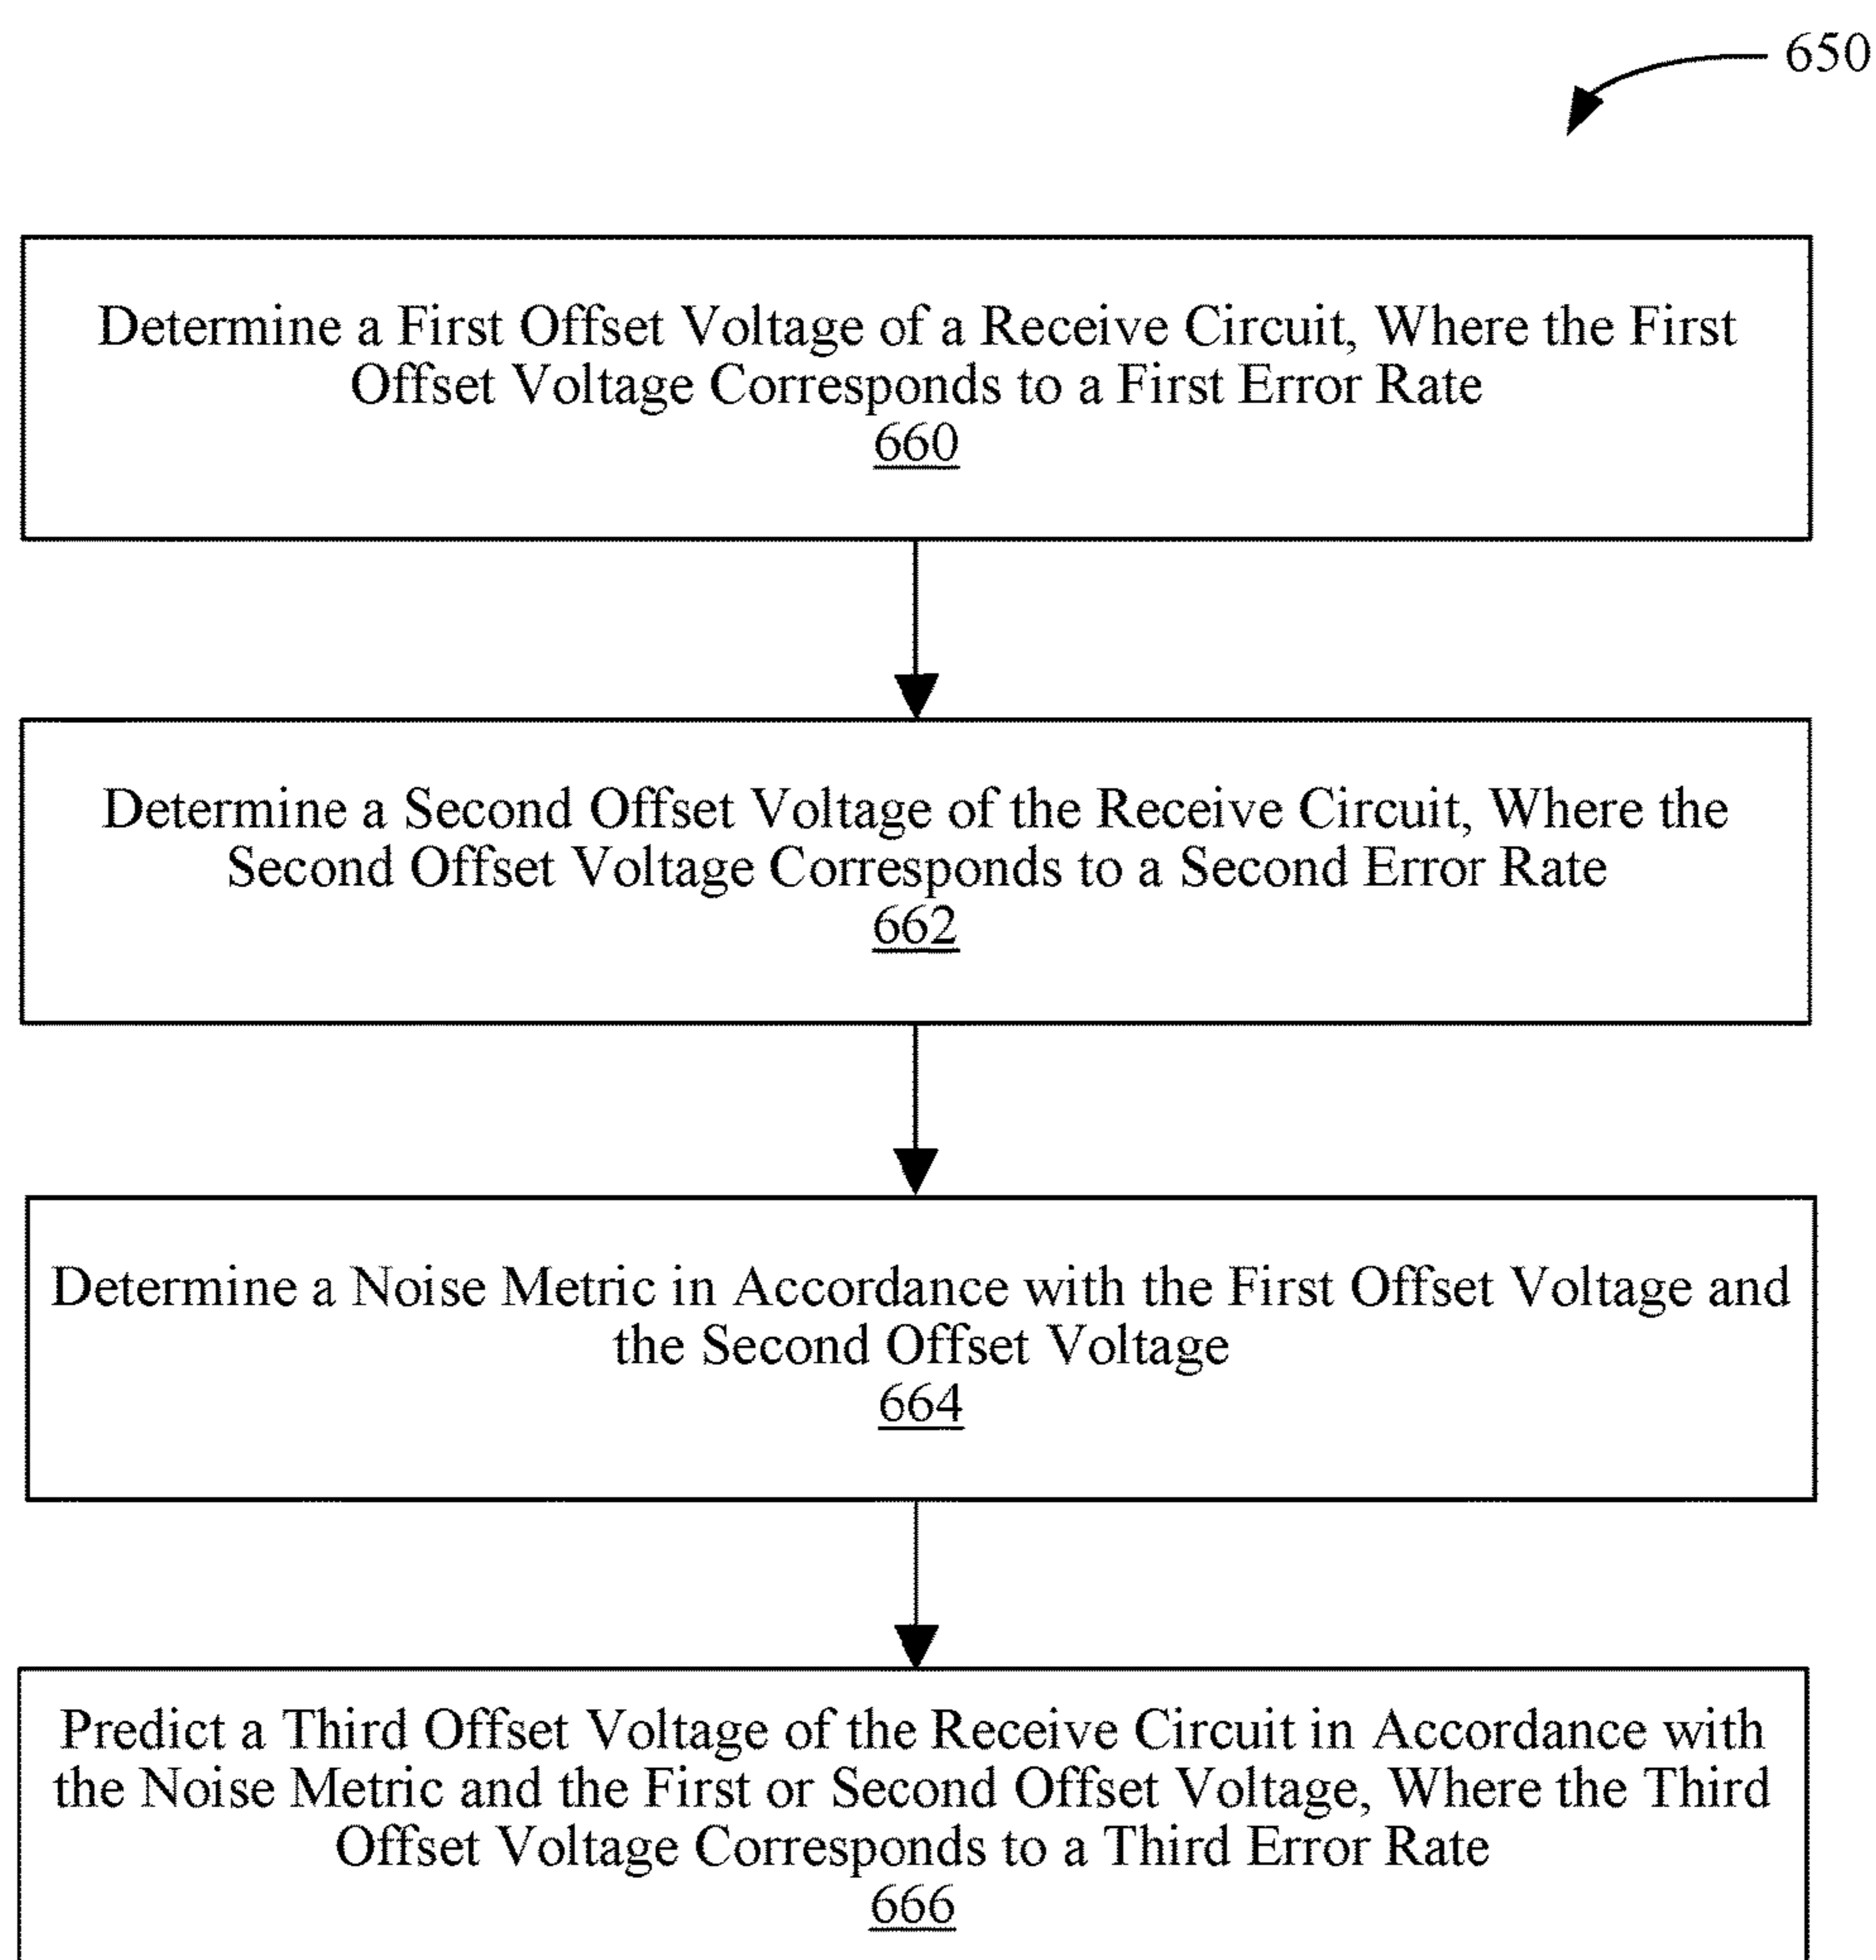 650
Determine a First Offset Voltage of a Receive Circuit, Where the First
Offset Voltage Corresponds to a First Error Rate
660
Determine a Second Offset Voltage of the Receive Circuit, Where the
Second Offset Voltage Corresponds to a Second Error Rate
662
Determine a Noise Metric in Accordance with the First Offset Voltage and
the Second Offset Voltage
664
Predict a Third Offset Voltage of the Receive Circuit in Accordance with
the Noise Metric and the First or Second Offset Voltage, Where the Third
Offset Voltage Corresponds to a Third Error Rate
666